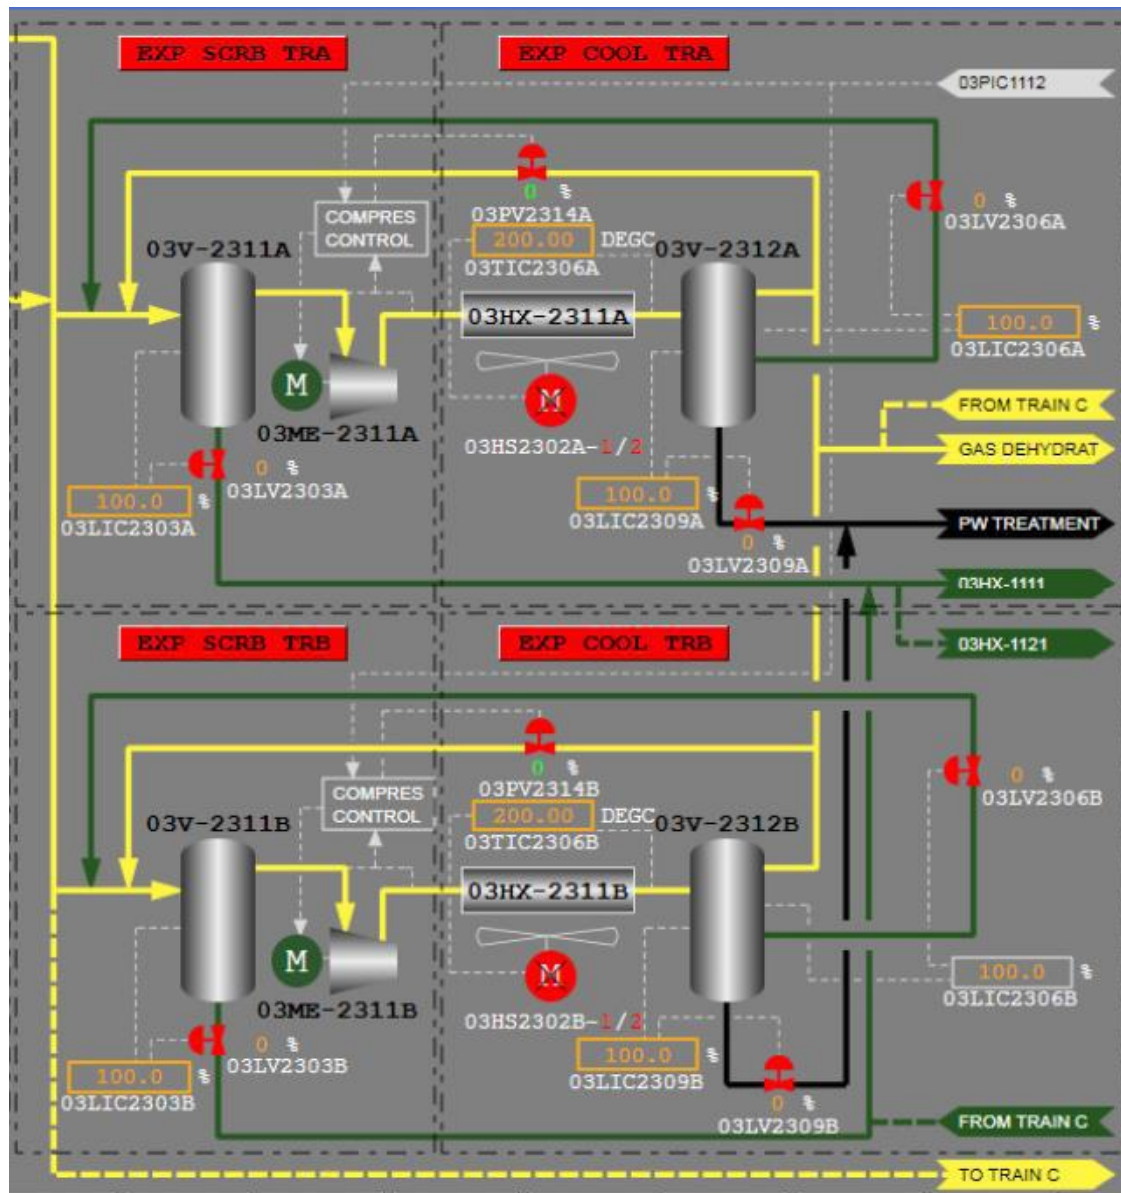 EXP SCRB TRA
EXP COOL TRA
03PIC1112
0 %
03PV2314A
0 %
03LV2306A
COMPRES
CONTROL
03V-2311A
200.00 DEGC
03TIC2306A
03V-2312A
03HX-2311A
100.0 %
03LIC2306A
M
03ME-2311A
M
03HS2302A-1/2
FROM TRAIN C
GAS DEHYDRAT
0 %
03LV2303A
100.0 %
03LIC2303A
100.0 %
03LIC2309A
0 %
03LV2309A
PW TREATMENT
03HX-1111
03HX-1121
EXP SCRB TRB
EXP COOL TRB
0 %
03PV2314B
0 %
03LV2306B
COMPRES
CONTROL
03V-2311B
200.00 DEGC
03TIC2306B
03V-2312B
03HX-2311B
100.0 %
03LIC2306B
M
03ME-2311B
M
03HS2302B-1/2
0 %
03LV2303B
100.0 %
03LIC2303B
100.0 %
03LIC2309B
0 %
03LV2309B
FROM TRAIN C
TO TRAIN C